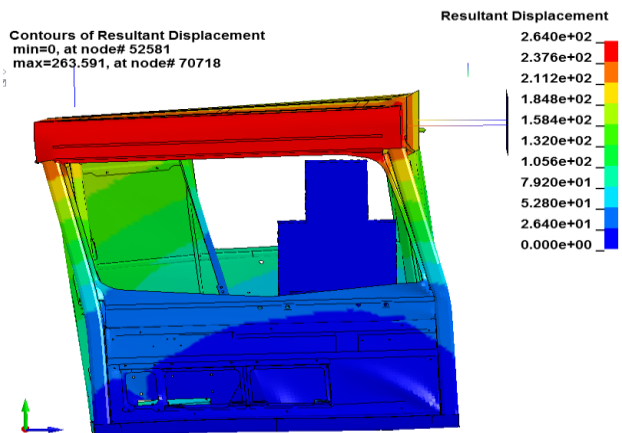 Resultant Displacement
Contours of Resultant Displacement
min=0, at node# 52581
max=263.591, at node# 70718
2.640e+02
2.376e+02
2.112e+02
1.848e+02
1.584e+02
1.320e+02
1.056e+02
7.920e+01
5.280e+01
2.640e+01
0.000e+00